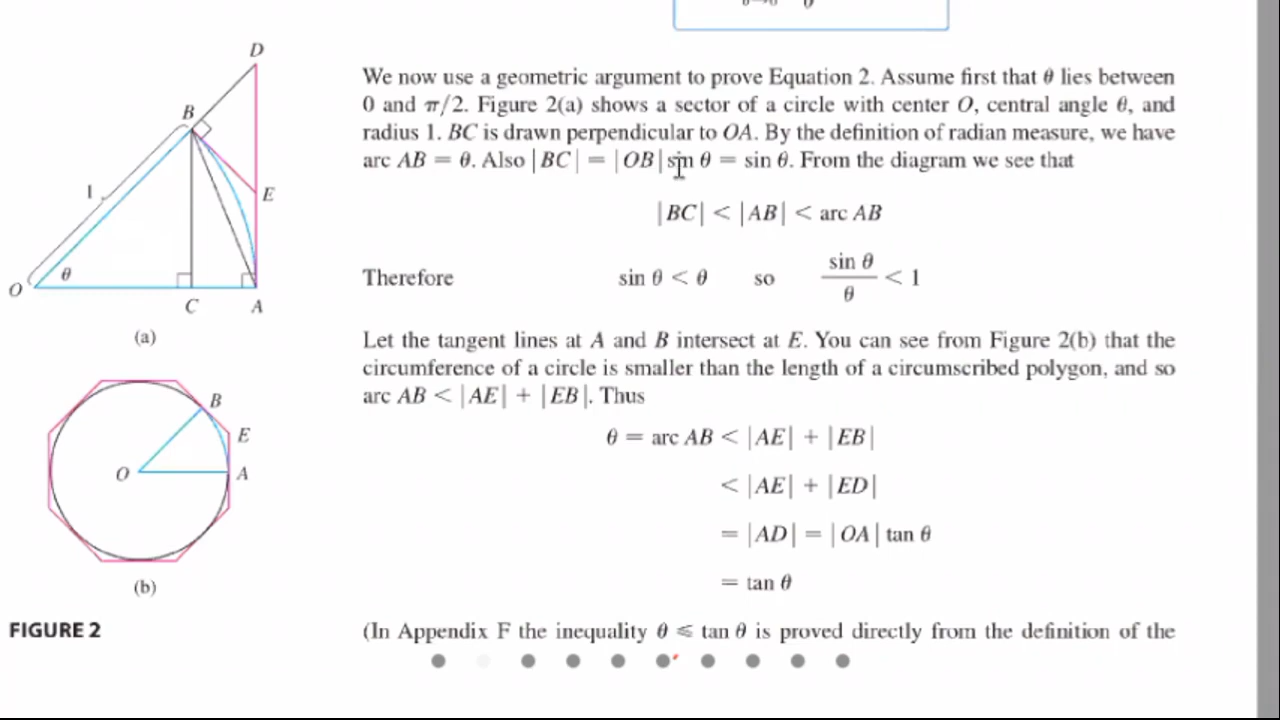 We now use a geometric argument to prove Equation 2. Assume first that θ lies between
0 and π/2. Figure 2(a) shows a sector of a circle with center O, central angle θ, and
radius 1. BC is drawn perpendicular to OA. By the definition of radian measure, we have
arc AB = θ. Also |BC| = |OB| sin θ = sin θ. From the diagram we see that
|BC| < |AB| < arc AB
Therefore sin θ < θ so sin θ / θ < 1
Let the tangent lines at A and B intersect at E. You can see from Figure 2(b) that the
circumference of a circle is smaller than the length of a circumscribed polygon, and so
arc AB < |AE| + |EB|. Thus
θ = arc AB < |AE| + |EB|
< |AE| + |ED|
= |AD| = |OA| tan θ
= tan θ
(In Appendix F the inequality θ ⩽ tan θ is proved directly from the definition of the
D
B
1
E
O
θ
C
A
(a)
B
E
O
A
(b)
FIGURE 2